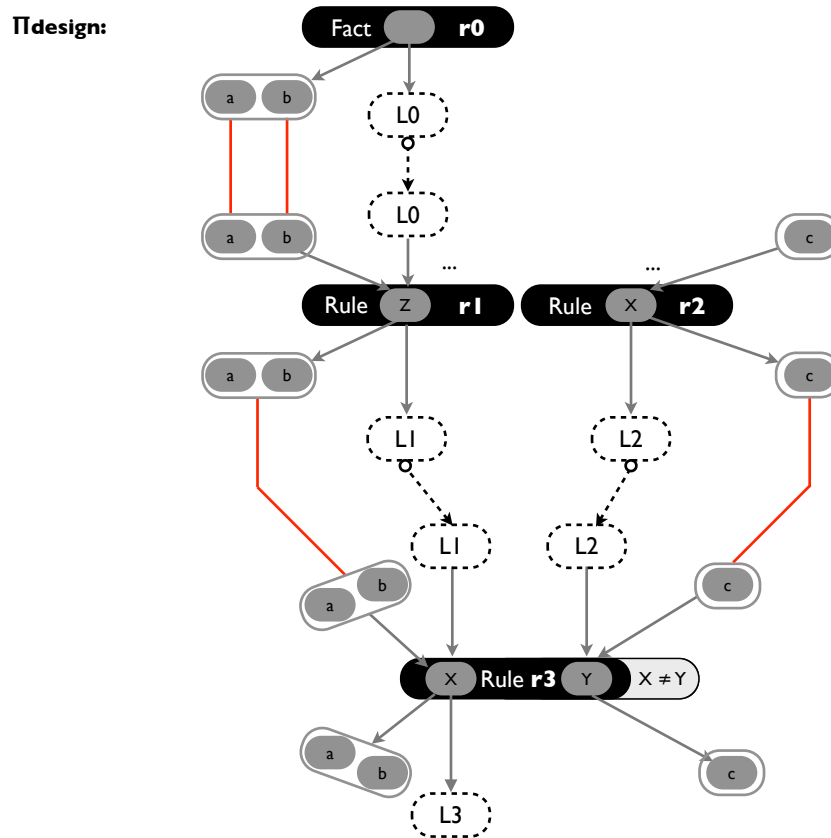 Πdesign:
Fact r0
a b
L0
L0
a b
c
...
...
Rule Z r1
Rule X r2
a b
c
L1
L2
L1
L2
a b
c
X Rule r3 Y X ≠ Y
a b
c
L3